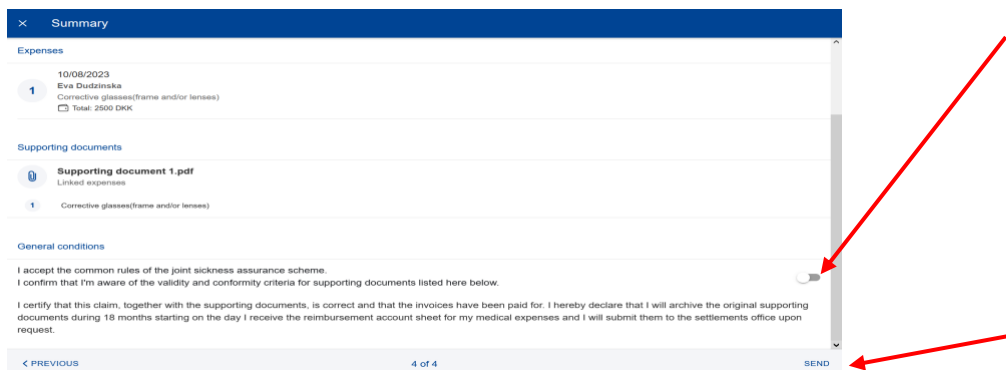 × Summary
Expenses
10/08/2023
1
Eva Dudzinska
Corrective glasses(frame and/or lenses)
Total: 2500 DKK
Supporting documents
Supporting document 1.pdf
Linked expenses
1 Corrective glasses(frame and/or lenses)
General conditions
I accept the common rules of the joint sickness assurance scheme.
I confirm that I'm aware of the validity and conformity criteria for supporting documents listed here below.
I certify that this claim, together with the supporting documents, is correct and that the invoices have been paid for. I hereby declare that I will archive the original supporting
documents during 18 months starting on the day I receive the reimbursement account sheet for my medical expenses and I will submit them to the settlements office upon
request.
< PREVIOUS 4 of 4 SEND